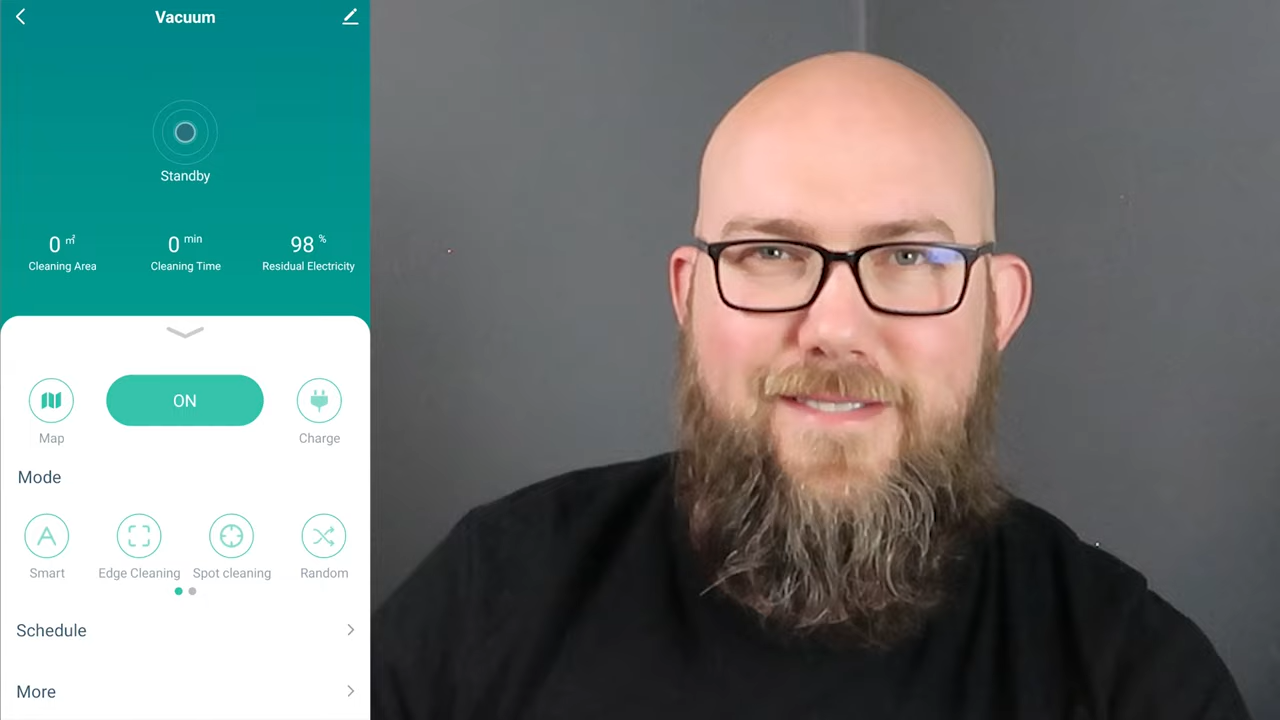 Vacuum
Standby
0 ㎡ 0 min 98 %
Cleaning Area Cleaning Time Residual Electricity
ON
Map Charge
Mode
Smart Edge Cleaning Spot cleaning Random
Schedule
More